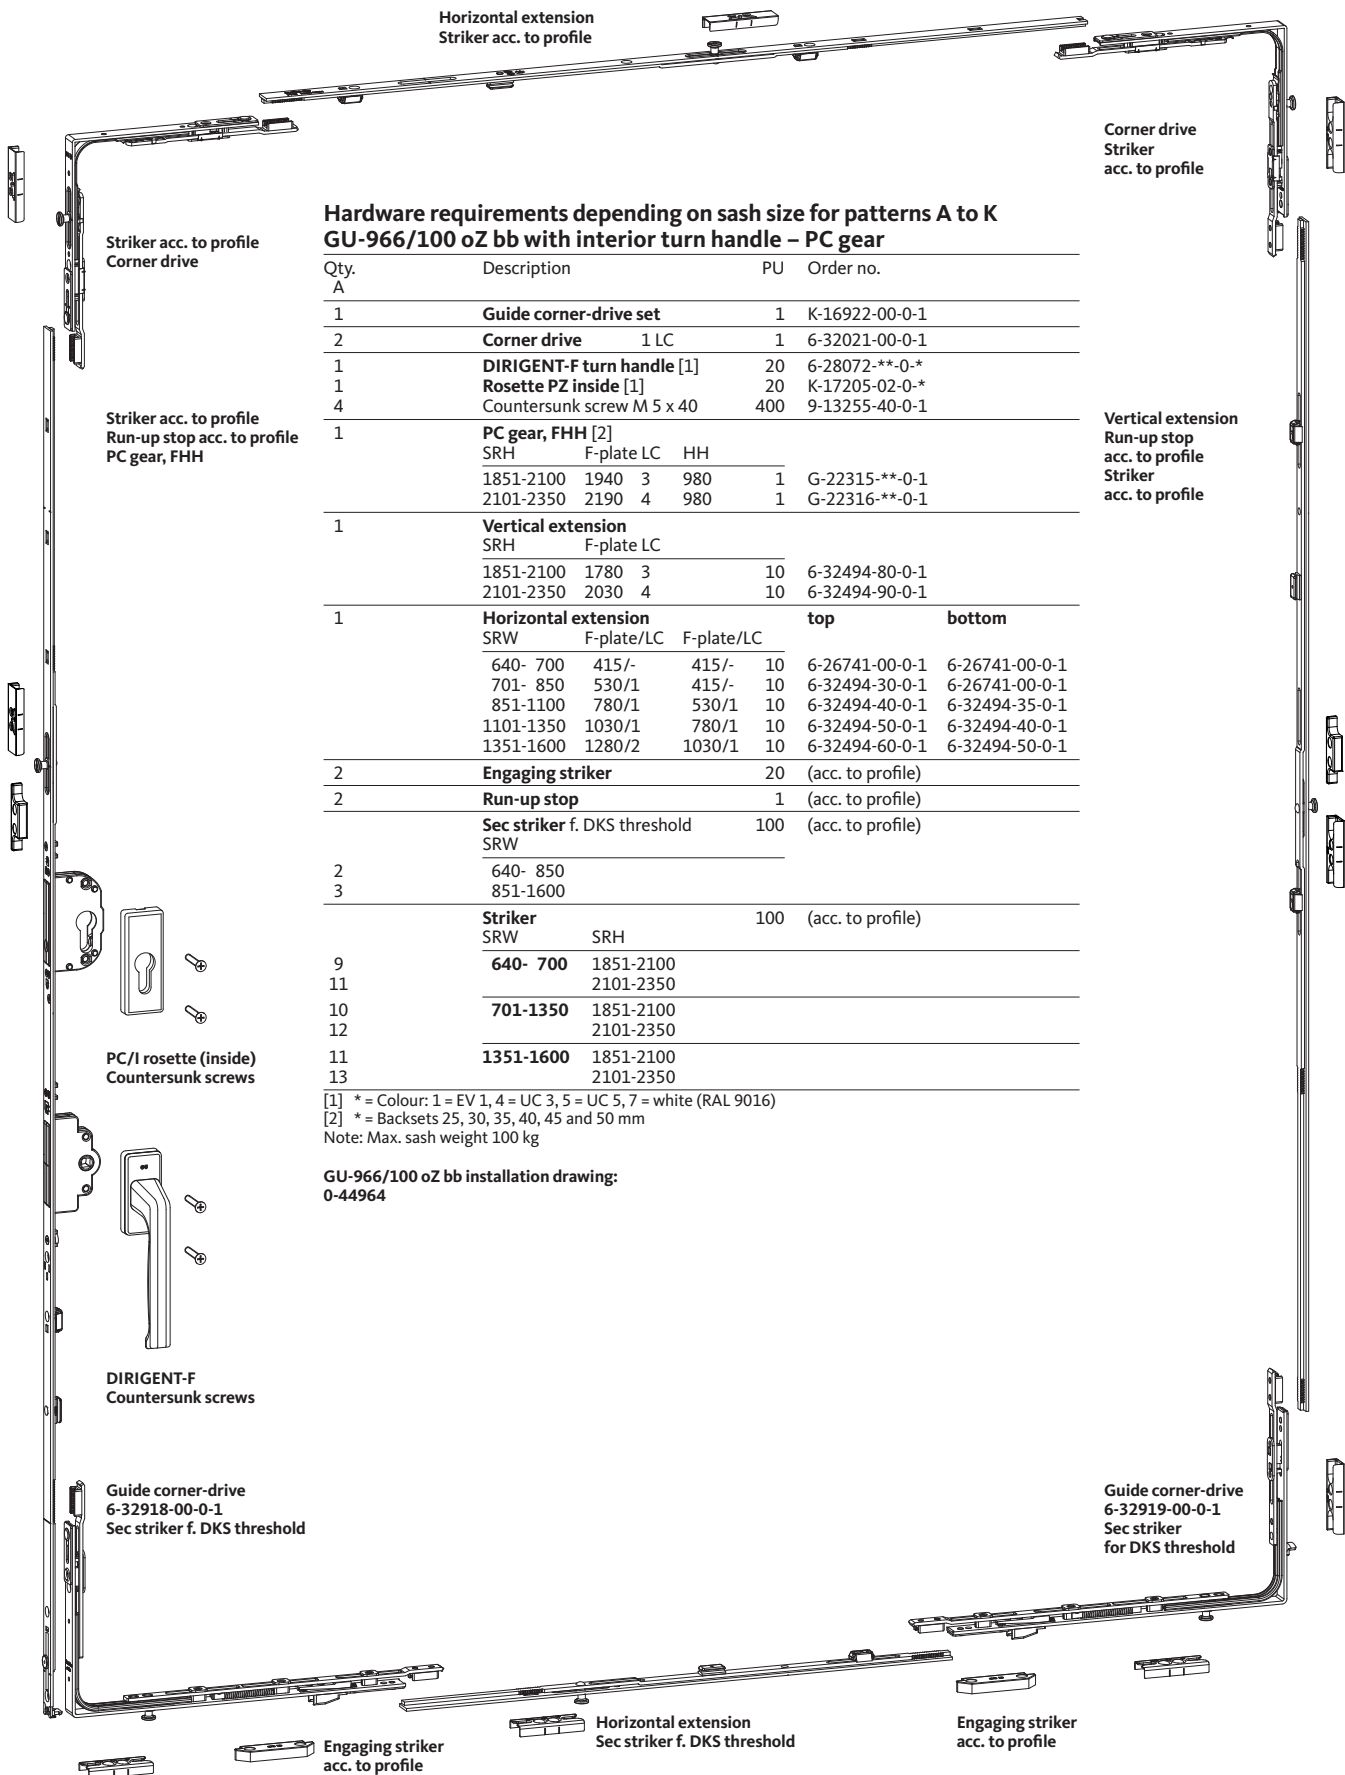 Horizontal extension
Striker acc. to profile
Corner drive
Striker
acc. to profile
Striker acc. to profile
Corner drive
Striker acc. to profile
Run-up stop acc. to profile
PC gear, FHH
Vertical extension
Run-up stop
acc. to profile
Striker
acc. to profile
Hardware requirements depending on sash size for patterns A to K
GU-966/100 oZ bb with interior turn handle – PC gear
Qty. Description PU Order no.
A
1 Guide corner-drive set 1 K-16922-00-0-1
2 Corner drive 1 LC 1 6-32021-00-0-1
1 DIRIGENT-F turn handle [1] 20 6-28072-**-0-*
1 Rosette PZ inside [1] 20 K-17205-02-0-*
4 Countersunk screw M 5 x 40 400 9-13255-40-0-1
1 PC gear, FHH [2]
SRH F-plate LC HH
1851-2100 1940 3 980 1 G-22315-**-0-1
2101-2350 2190 4 980 1 G-22316-**-0-1
1 Vertical extension
SRH F-plate LC
1851-2100 1780 3 10 6-32494-80-0-1
2101-2350 2030 4 10 6-32494-90-0-1
1 Horizontal extension top bottom
SRW F-plate/LC F-plate/LC
640- 700 415/- 415/- 10 6-26741-00-0-1 6-26741-00-0-1
701- 850 530/1 415/- 10 6-32494-30-0-1 6-26741-00-0-1
851-1100 780/1 530/1 10 6-32494-40-0-1 6-32494-35-0-1
1101-1350 1030/1 780/1 10 6-32494-50-0-1 6-32494-40-0-1
1351-1600 1280/2 1030/1 10 6-32494-60-0-1 6-32494-50-0-1
2 Engaging striker 20 (acc. to profile)
2 Run-up stop 1 (acc. to profile)
Sec striker f. DKS threshold 100 (acc. to profile)
SRW
2 640- 850
3 851-1600
Striker 100 (acc. to profile)
SRW SRH
9 640- 700 1851-2100
11 2101-2350
10 701-1350 1851-2100
12 2101-2350
11 1351-1600 1851-2100
13 2101-2350
[1] * = Colour: 1 = EV 1, 4 = UC 3, 5 = UC 5, 7 = white (RAL 9016)
[2] * = Backsets 25, 30, 35, 40, 45 and 50 mm
Note: Max. sash weight 100 kg
GU-966/100 oZ bb installation drawing:
0-44964
PC/I rosette (inside)
Countersunk screws
DIRIGENT-F
Countersunk screws
Guide corner-drive
6-32918-00-0-1
Sec striker f. DKS threshold
Guide corner-drive
6-32919-00-0-1
Sec striker
for DKS threshold
Engaging striker
acc. to profile
Horizontal extension
Sec striker f. DKS threshold
Engaging striker
acc. to profile